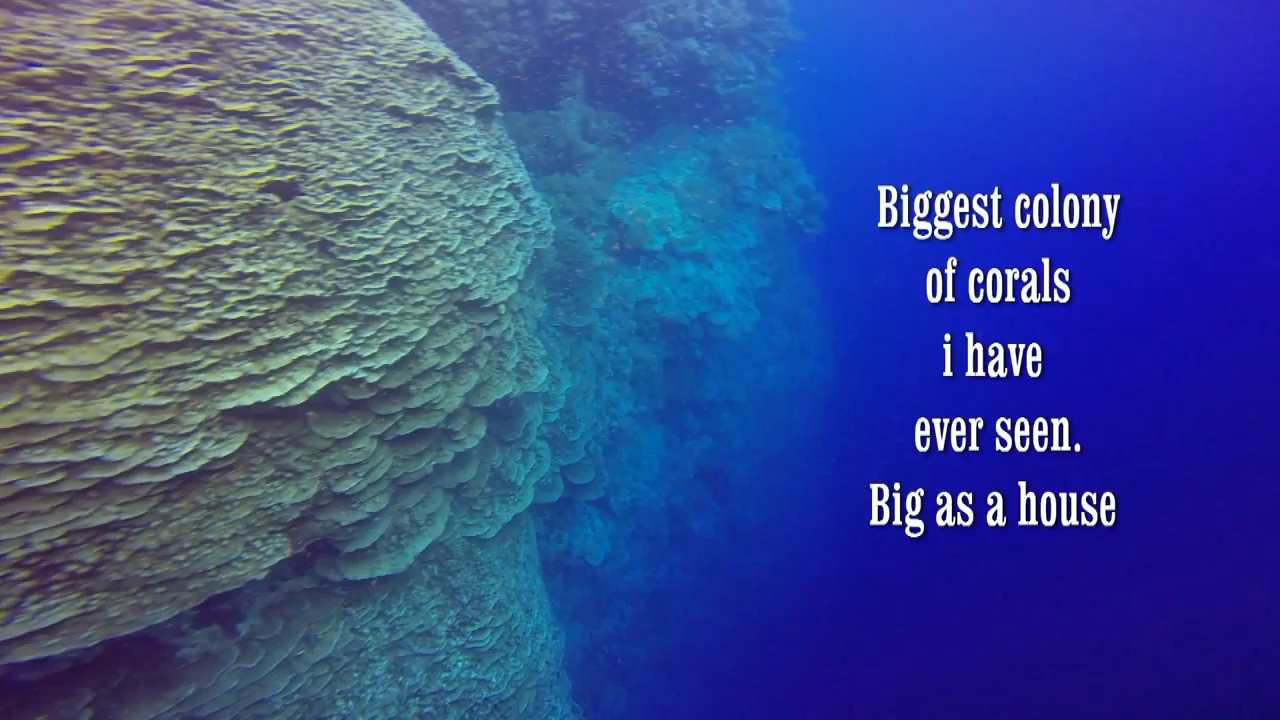 Biggest colony
of corals
i have
ever seen.
Big as a house